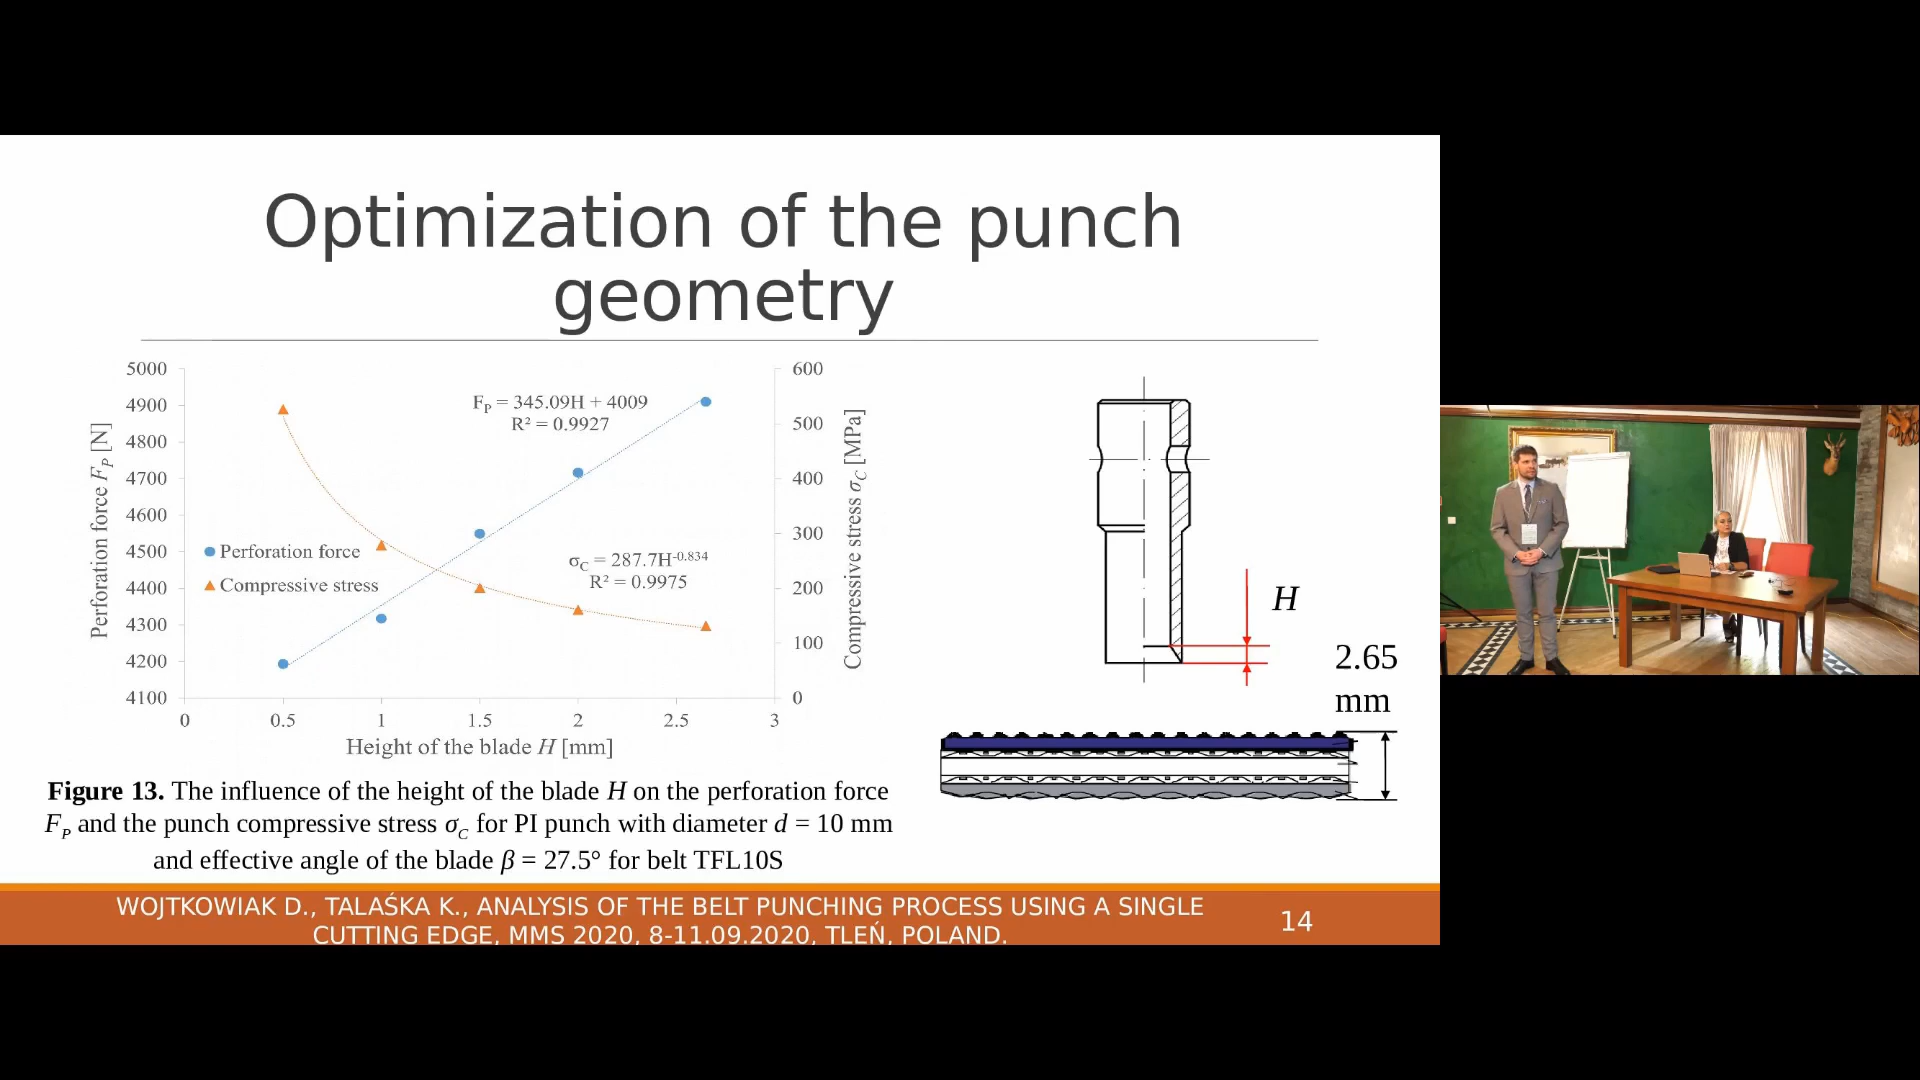 Optimization of the punch
geometry
5000
4900
4800
4700
4600
4500
4400
4300
4200
4100
Perforation force F_P [N]
600
500
400
300
200
100
0
Compressive stress σ_C [MPa]
F_P = 345.09H + 4009
R² = 0.9927
Perforation force
Compressive stress
σ_C = 287.7H^-0.834
R² = 0.9975
0 0.5 1 1.5 2 2.5 3
Height of the blade H [mm]
H
2.65
mm
Figure 13. The influence of the height of the blade H on the perforation force
F_P and the punch compressive stress σ_C for PI punch with diameter d = 10 mm
and effective angle of the blade β = 27.5° for belt TFL10S
WOJTKOWIAK D., TALAŚKA K., ANALYSIS OF THE BELT PUNCHING PROCESS USING A SINGLE
CUTTING EDGE, MMS 2020, 8-11.09.2020, TLEŃ, POLAND.
14